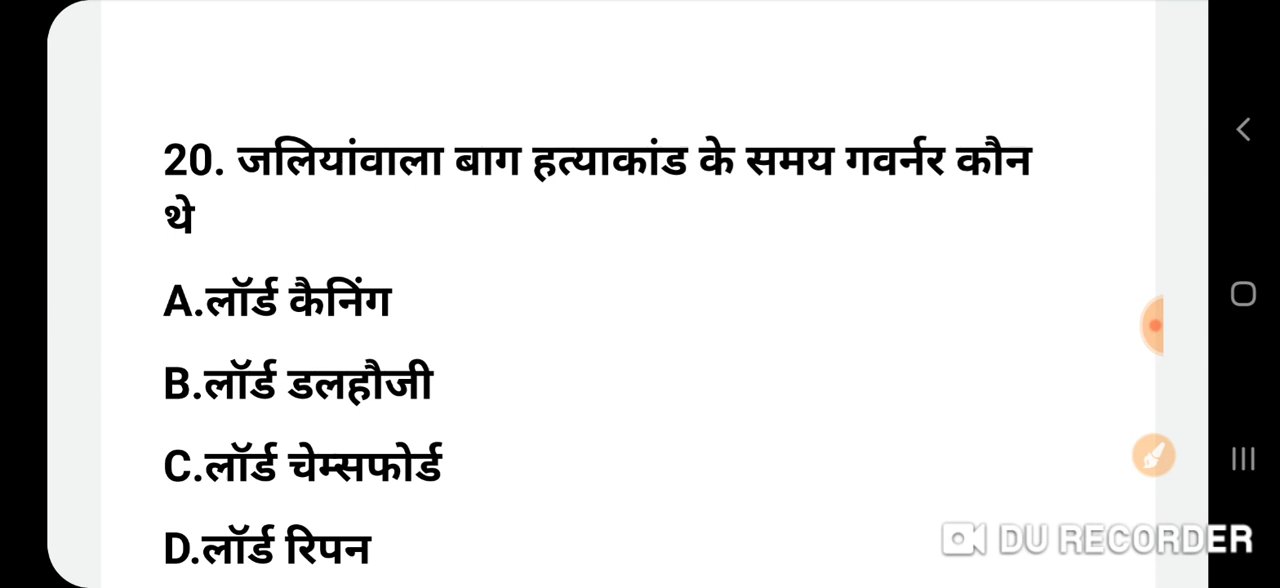 20. जलियांवाला बाग हत्याकांड के समय गवर्नर कौन
थे
A.लॉर्ड कैनिंग
B.लॉर्ड डलहौजी
C.लॉर्ड चेम्सफोर्ड
D.लॉर्ड रिपन
DU RECORDER